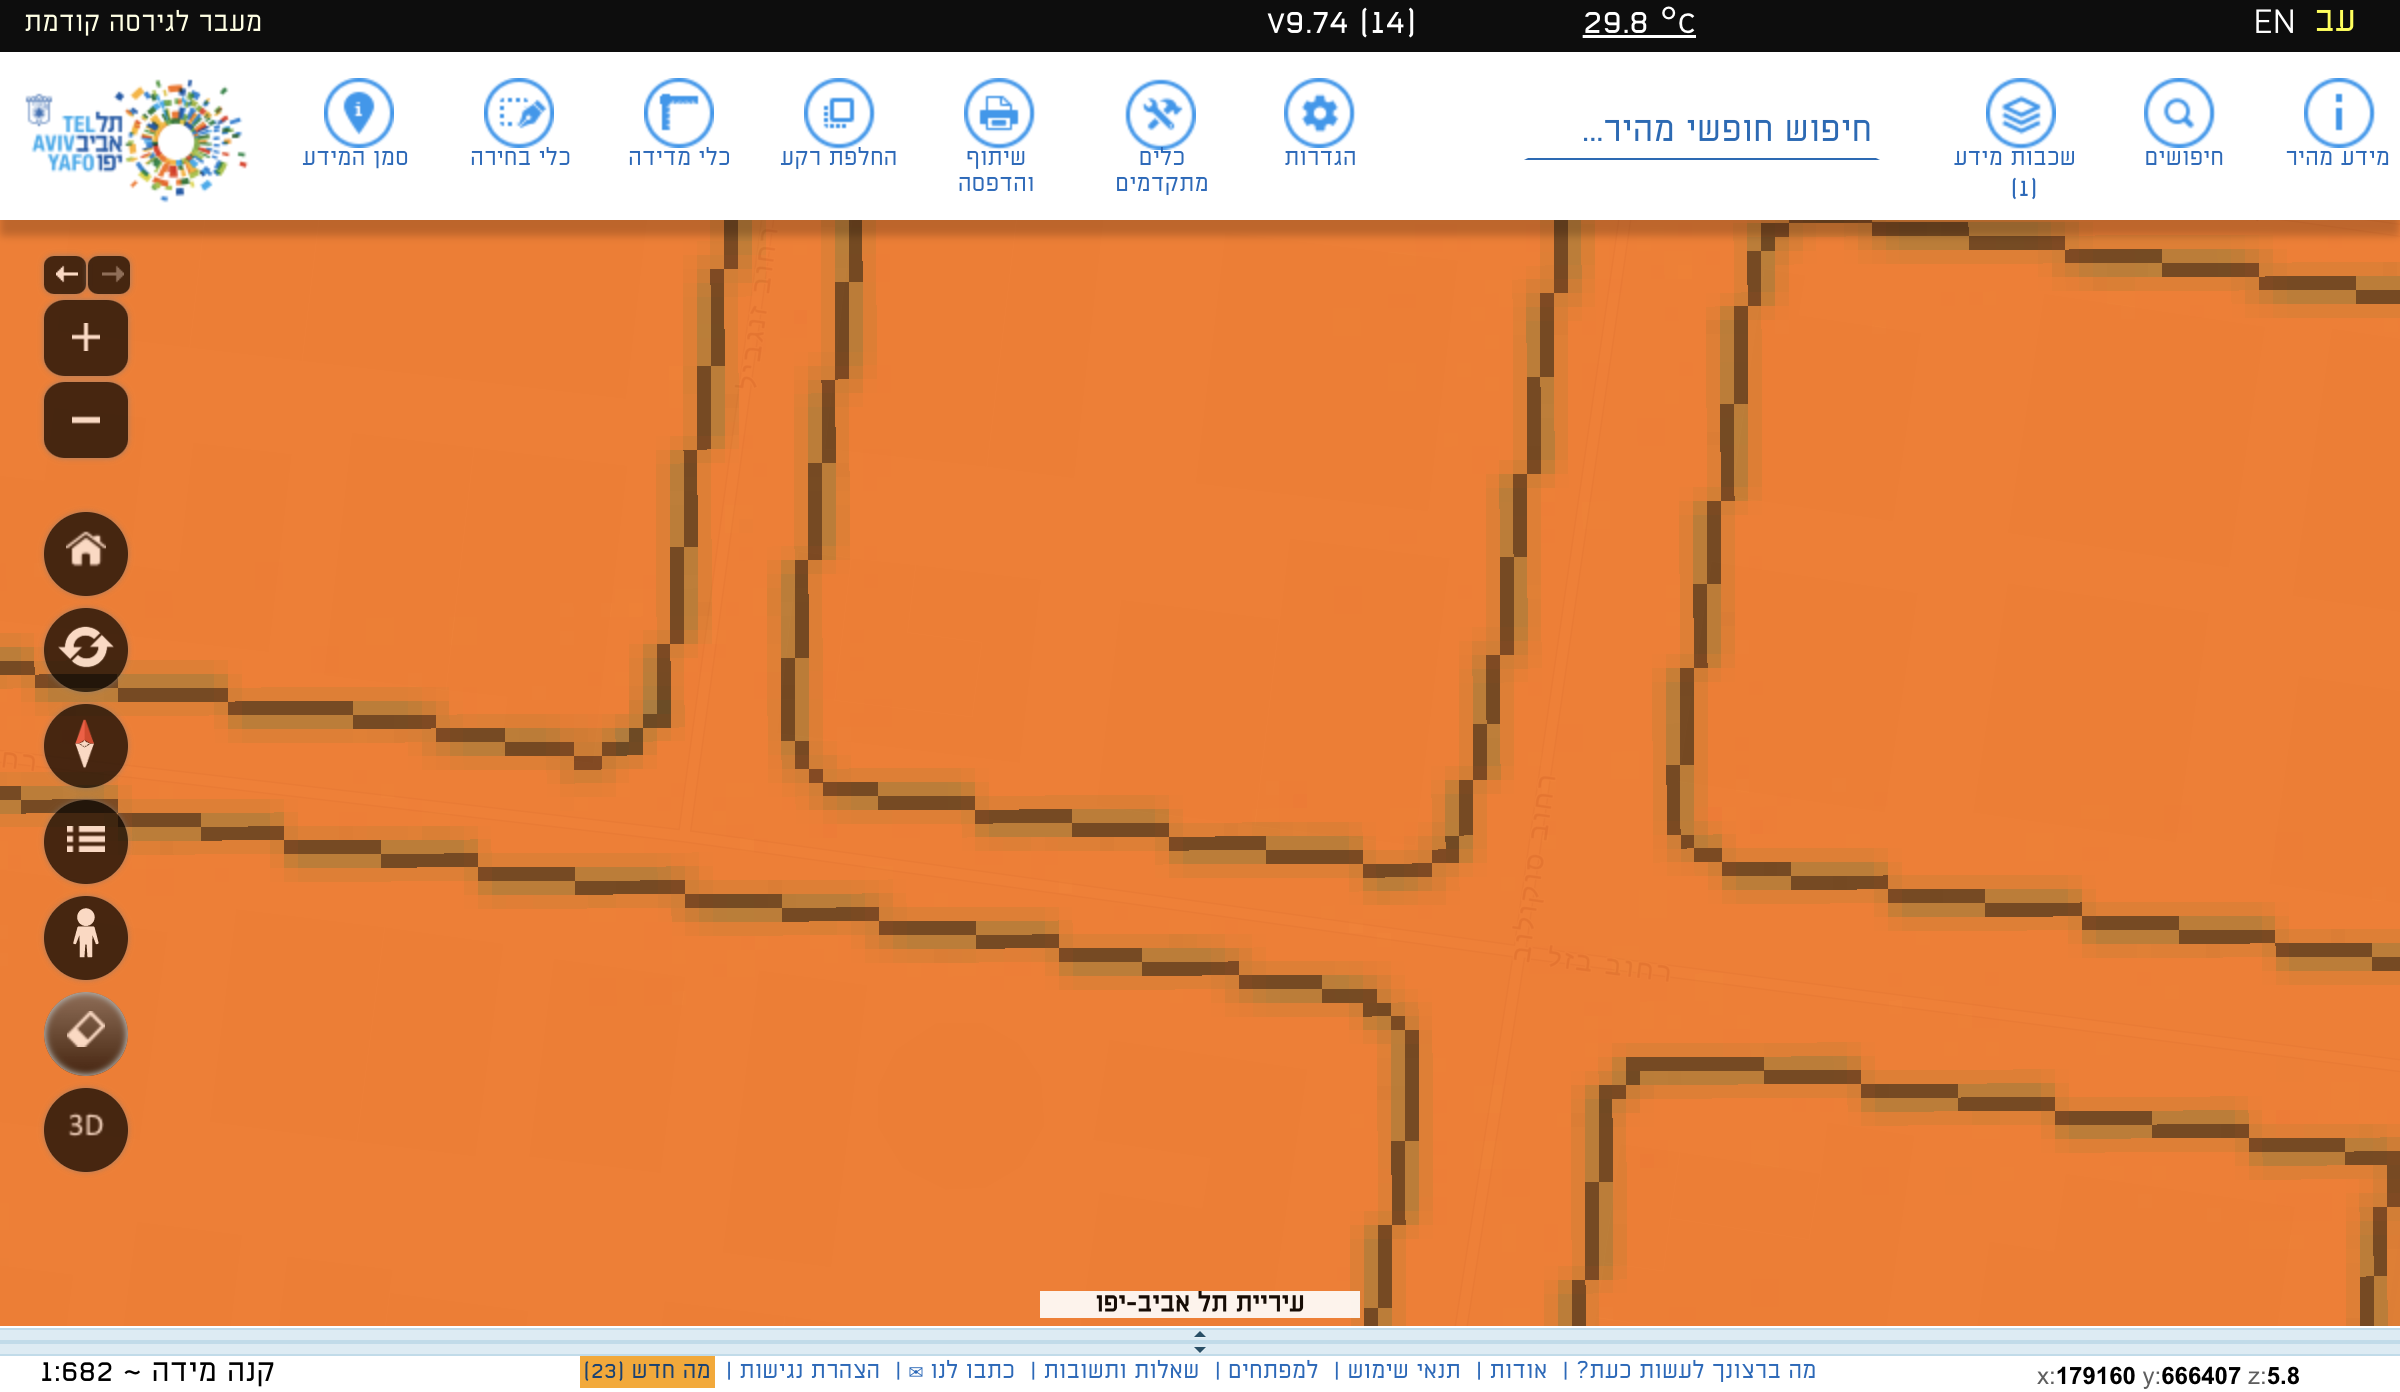 עב EN
29.8 °C
V9.74 (14)
מעבר לגירסה קודמת
מידע מהיר
חיפושים
שכבות מידע
(1)
חיפוש חופשי מהיר...
הגדרות
כלים
מתקדמים
שיתוף
והדפסה
החלפת רקע
כלי מדידה
כלי בחירה
סמן המידע
תל TEL
אביב AVIV
יפו YAFO
רחוב זנגביל
רחוב סוקולוב
רחוב בזל
3D
עיריית תל אביב-יפו
x:179160 y:666407 z:5.8
מה ברצונך לעשות כעת? | אודות | תנאי שימוש | למפתחים | שאלות ותשובות | כתבו לנו ✉ | הצהרת נגישות | מה חדש (23)
קנה מידה ~ 1:682